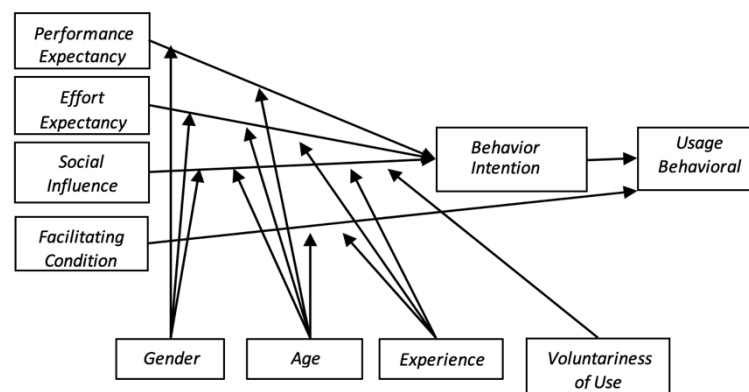 Performance
Expectancy
Effort
Expectancy
Social
Influence
Facilitating
Condition
Behavior
Intention
Usage
Behavioral
Gender
Age
Experience
Voluntariness
of Use